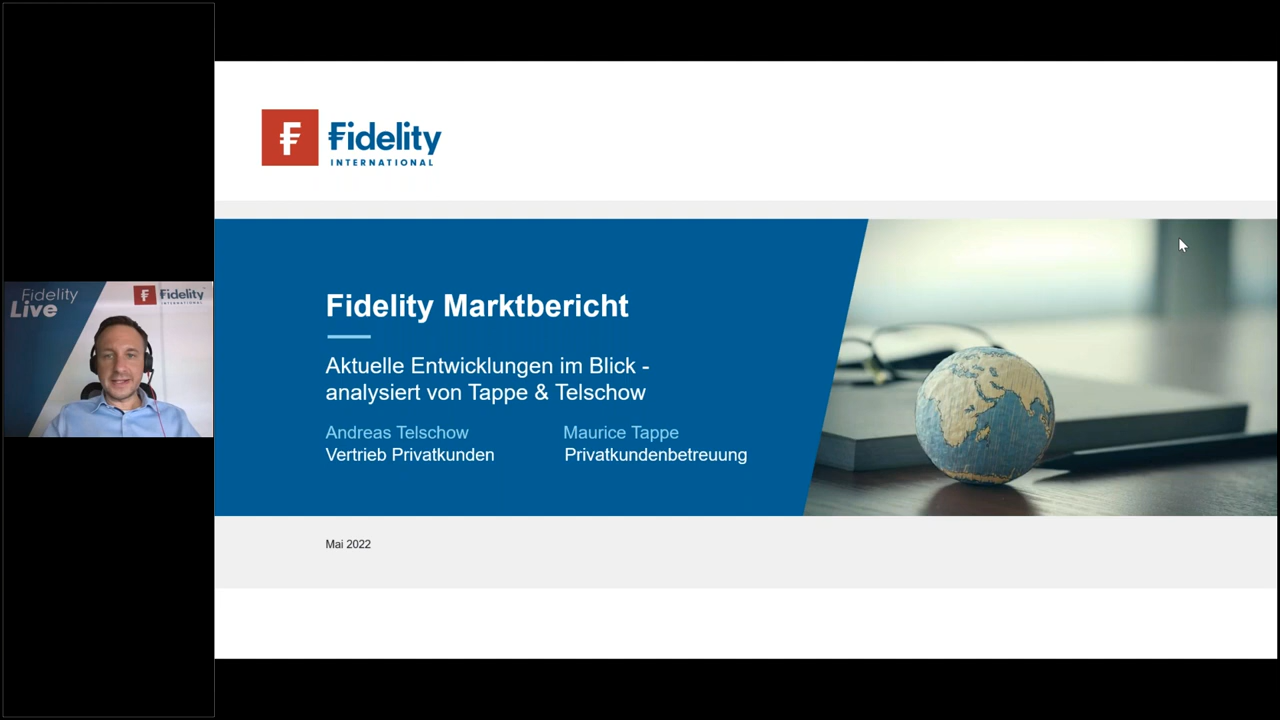 Fidelity
Live
Fidelity
INTERNATIONAL
Fidelity
INTERNATIONAL
Fidelity Marktbericht
Aktuelle Entwicklungen im Blick -
analysiert von Tappe & Telschow
Andreas Telschow Maurice Tappe
Vertrieb Privatkunden Privatkundenbetreuung
Mai 2022